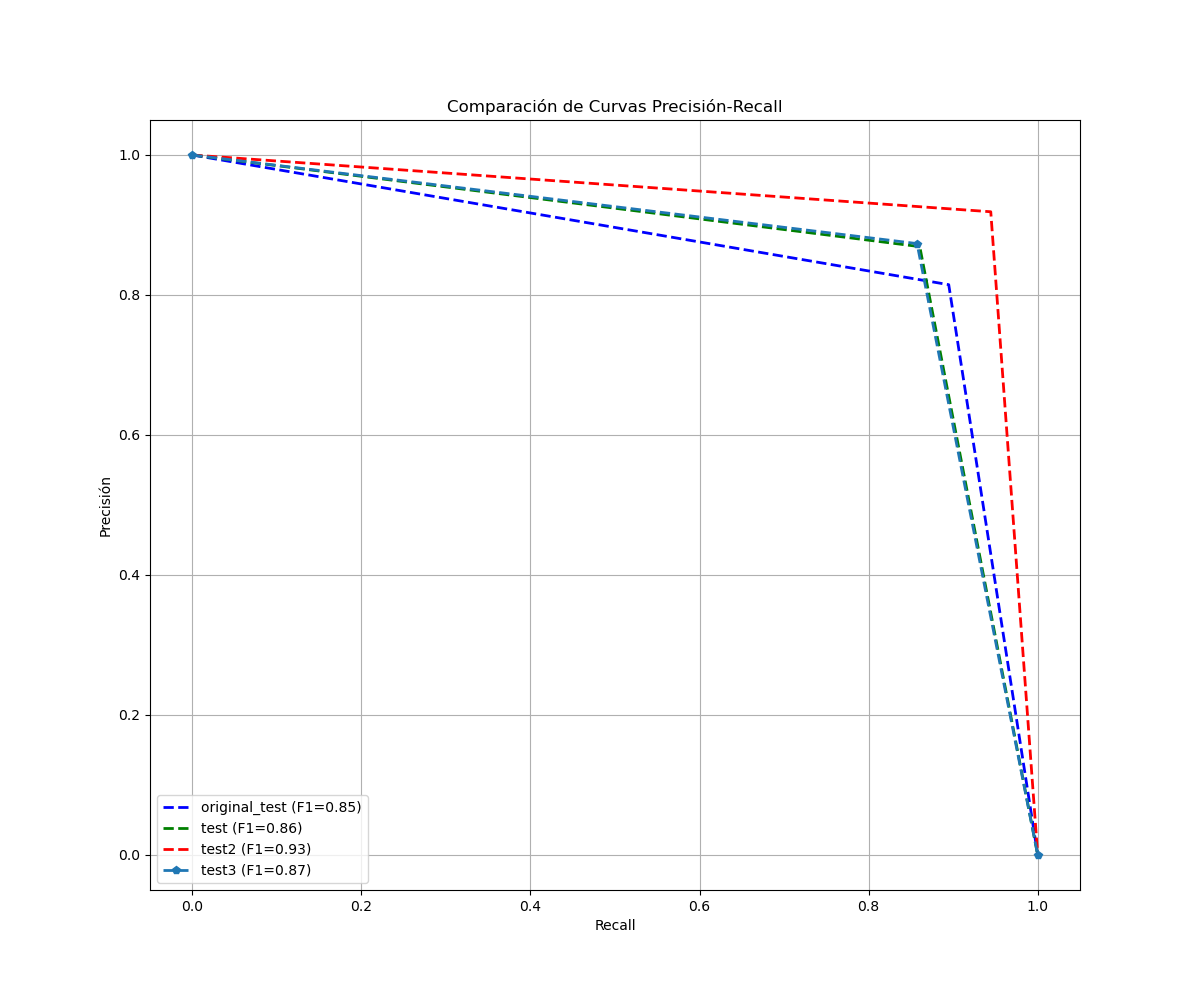 Comparación de Curvas Precisión-Recall
1.0
0.8
0.6
0.4
0.2
0.0
Precisión
original_test (F1=0.85)
test (F1=0.86)
test2 (F1=0.93)
test3 (F1=0.87)
0.0 0.2 0.4 0.6 0.8 1.0
Recall